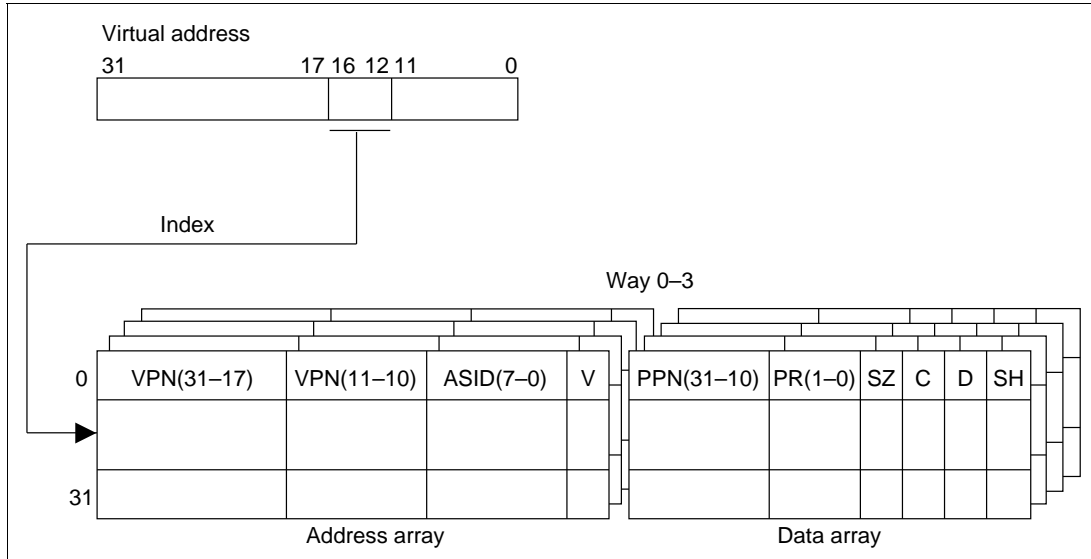 Virtual address
31 17 16 12 11 0
Index
Way 0–3
0 VPN(31–17) VPN(11–10) ASID(7–0) V PPN(31–10) PR(1–0) SZ C D SH
31
Address array Data array